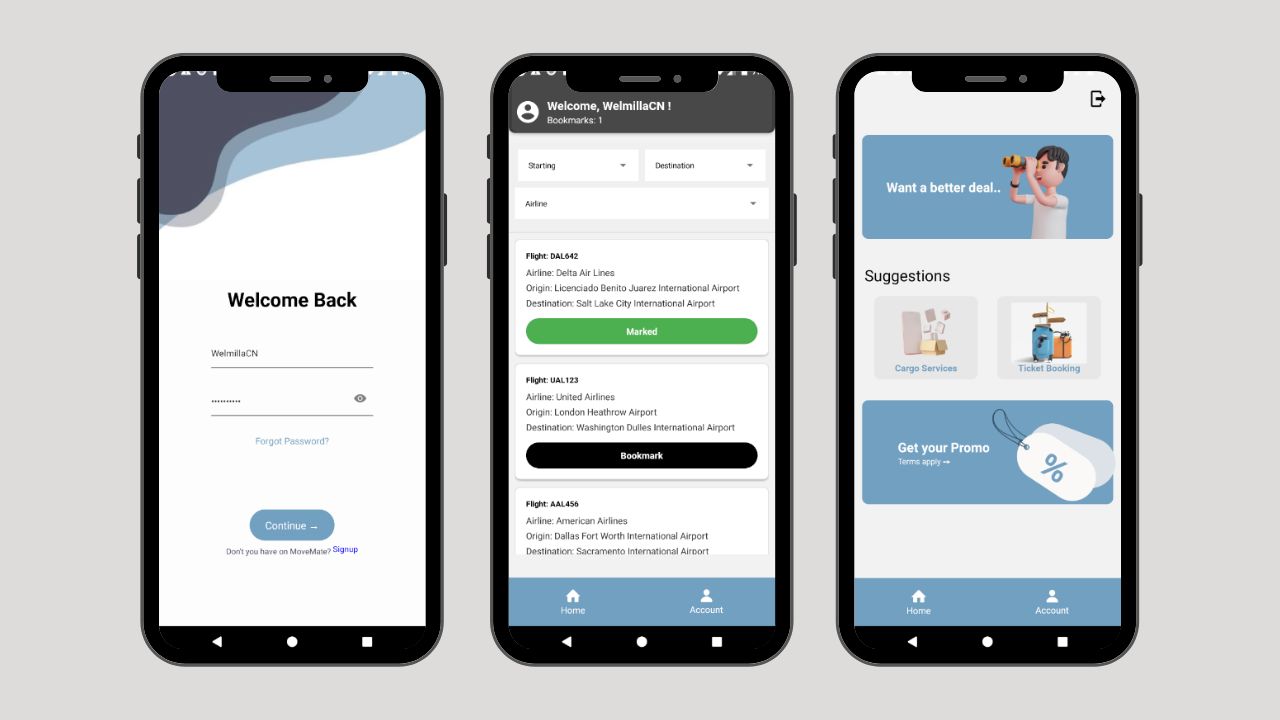 Welcome Back
WelmillaCN
••••••••••
Forgot Password?
Continue →
Don't you have on MoveMate? Signup
Welcome, WelmillaCN !
Bookmarks: 1
Starting
Destination
Airline
Flight: DAL642
Airline: Delta Air Lines
Origin: Licenciado Benito Juarez International Airport
Destination: Salt Lake City International Airport
Marked
Flight: UAL123
Airline: United Airlines
Origin: London Heathrow Airport
Destination: Washington Dulles International Airport
Bookmark
Flight: AAL456
Airline: American Airlines
Origin: Dallas Fort Worth International Airport
Destination: Sacramento International Airport
Home
Account
Want a better deal..
Suggestions
Cargo Services
Ticket Booking
Get your Promo
Terms apply →
%
Home
Account